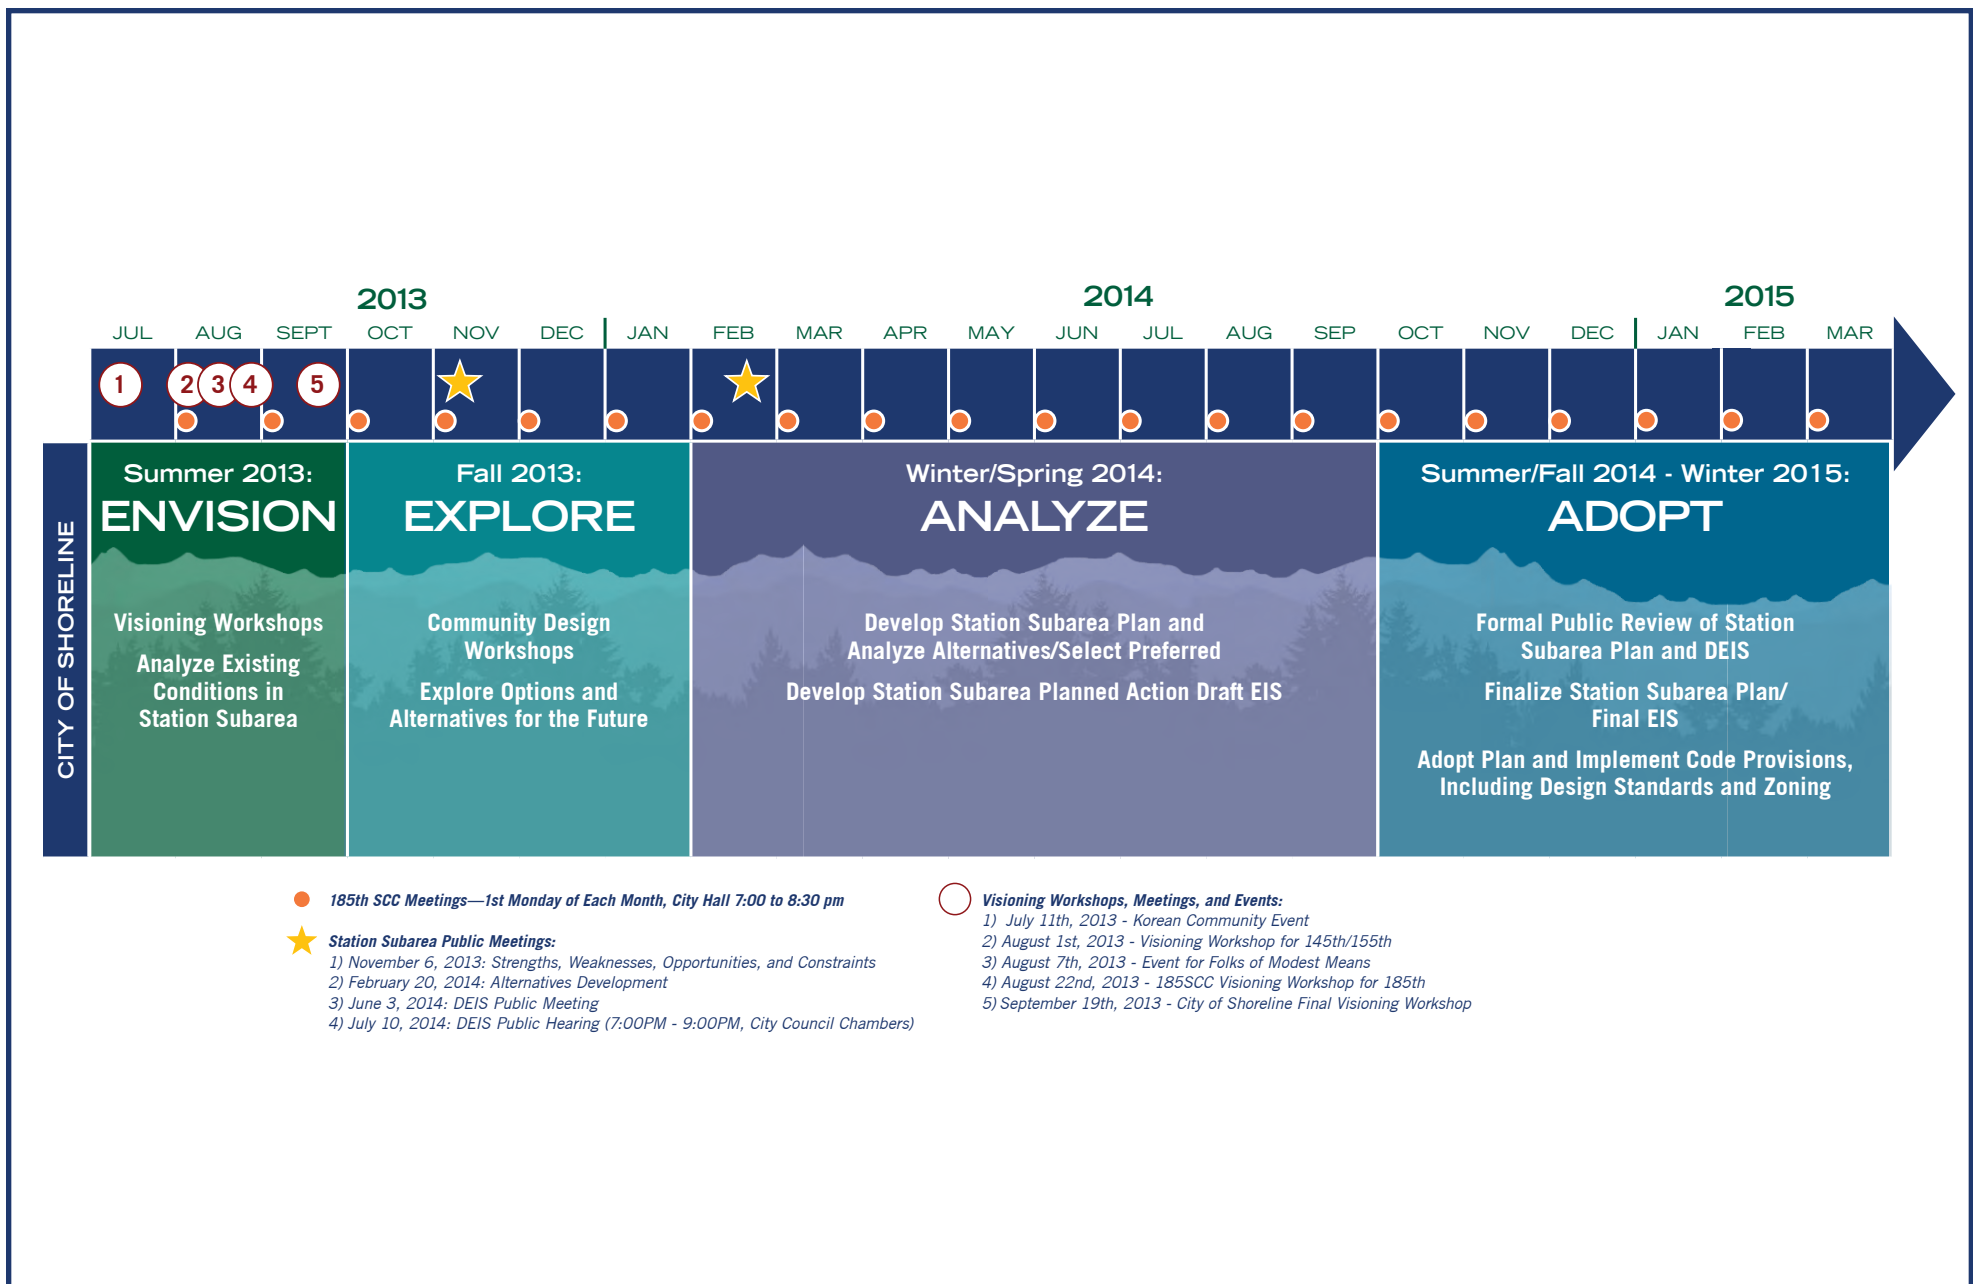 2013
2014
2015
JUL AUG SEPT OCT NOV DEC JAN FEB MAR APR MAY JUN JUL AUG SEP OCT NOV DEC JAN FEB MAR
1 2 3 4 5
CITY OF SHORELINE
Summer 2013:
ENVISION
Visioning Workshops
Analyze Existing
Conditions in
Station Subarea
Fall 2013:
EXPLORE
Community Design
Workshops
Explore Options and
Alternatives for the Future
Winter/Spring 2014:
ANALYZE
Develop Station Subarea Plan and
Analyze Alternatives/Select Preferred
Develop Station Subarea Planned Action Draft EIS
Summer/Fall 2014 - Winter 2015:
ADOPT
Formal Public Review of Station
Subarea Plan and DEIS
Finalize Station Subarea Plan/
Final EIS
Adopt Plan and Implement Code Provisions,
Including Design Standards and Zoning
185th SCC Meetings—1st Monday of Each Month, City Hall 7:00 to 8:30 pm
Station Subarea Public Meetings:
1) November 6, 2013: Strengths, Weaknesses, Opportunities, and Constraints
2) February 20, 2014: Alternatives Development
3) June 3, 2014: DEIS Public Meeting
4) July 10, 2014: DEIS Public Hearing (7:00PM - 9:00PM, City Council Chambers)
Visioning Workshops, Meetings, and Events:
1) July 11th, 2013 - Korean Community Event
2) August 1st, 2013 - Visioning Workshop for 145th/155th
3) August 7th, 2013 - Event for Folks of Modest Means
4) August 22nd, 2013 - 185SCC Visioning Workshop for 185th
5) September 19th, 2013 - City of Shoreline Final Visioning Workshop